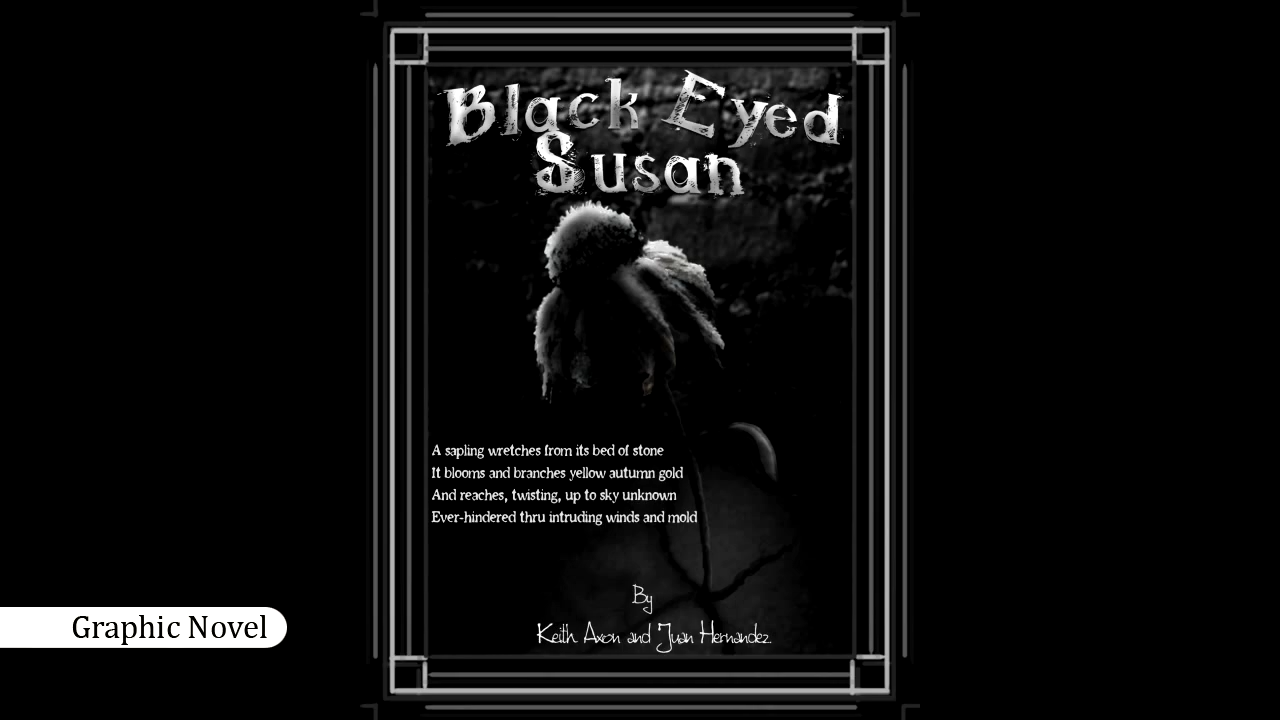 Black Eyed
Susan
A sapling wretches from its bed of stone
It blooms and branches yellow autumn gold
And reaches, twisting, up to sky unknown
Ever-hindered thru intruding winds and mold
By
Keith Axon and Juan Hernandez
Graphic Novel